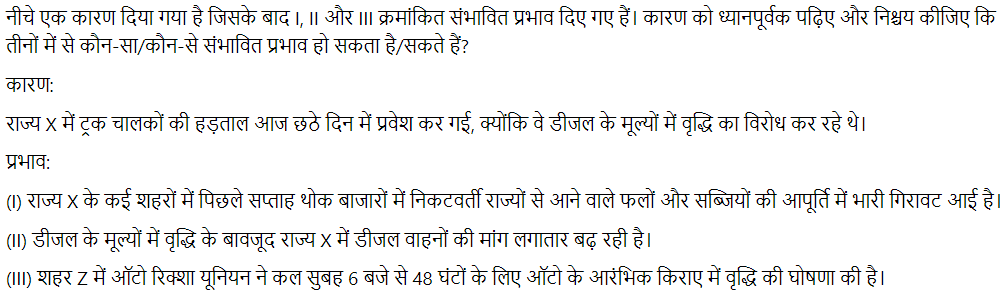 नीचे एक कारण दिया गया है जिसके बाद I, II और III क्रमांकित संभावित प्रभाव दिए गए हैं। कारण को ध्यानपूर्वक पढ़िए और निश्चय कीजिए कि
तीनों में से कौन-सा/कौन-से संभावित प्रभाव हो सकता है/सकते हैं?
कारण:
राज्य X में ट्रक चालकों की हड़ताल आज छठे दिन में प्रवेश कर गई, क्योंकि वे डीजल के मूल्यों में वृद्धि का विरोध कर रहे थे।
प्रभाव:
(I) राज्य X के कई शहरों में पिछले सप्ताह थोक बाजारों में निकटवर्ती राज्यों से आने वाले फलों और सब्जियों की आपूर्ति में भारी गिरावट आई है।
(II) डीजल के मूल्यों में वृद्धि के बावजूद राज्य X में डीजल वाहनों की मांग लगातार बढ़ रही है।
(III) शहर Z में ऑटो रिक्शा यूनियन ने कल सुबह 6 बजे से 48 घंटों के लिए ऑटो के आरंभिक किराए में वृद्धि की घोषणा की है।